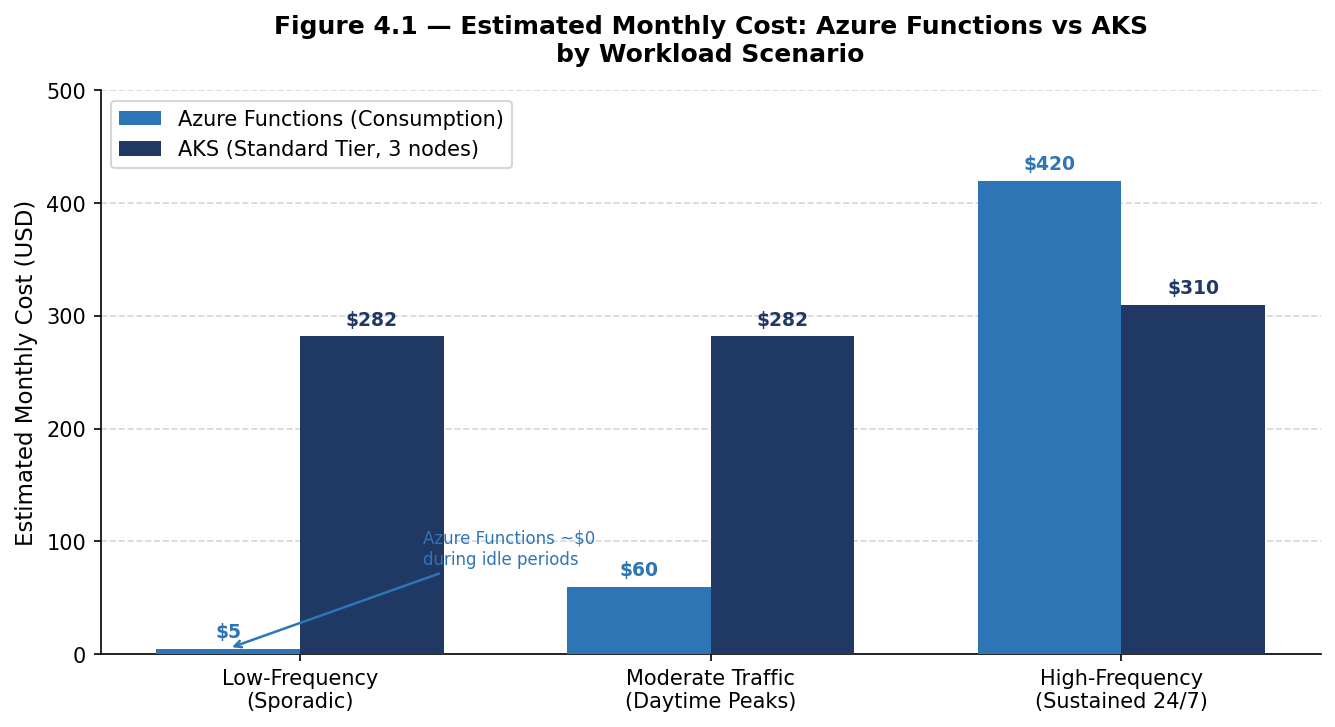 Figure 4.1 — Estimated Monthly Cost: Azure Functions vs AKS
by Workload Scenario
Estimated Monthly Cost (USD)
500
400
300
200
100
0
Azure Functions (Consumption)
AKS (Standard Tier, 3 nodes)
$5
$282
Azure Functions ~$0
during idle periods
$60
$282
$420
$310
Low-Frequency
(Sporadic)
Moderate Traffic
(Daytime Peaks)
High-Frequency
(Sustained 24/7)